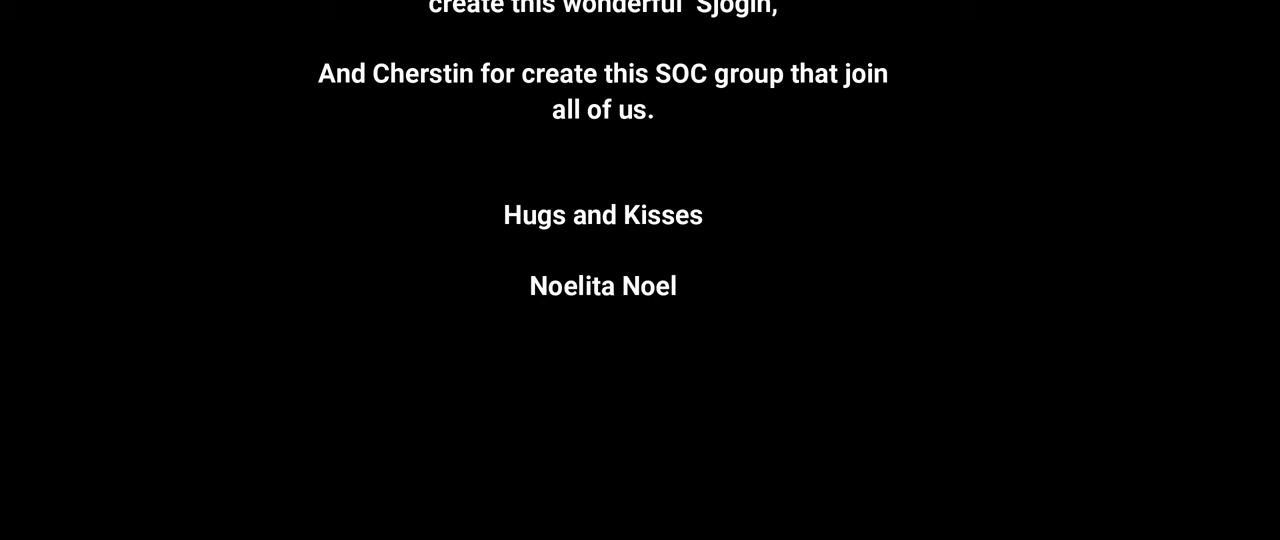 create this wonderful Sjogin,
And Cherstin for create this SOC group that join
all of us.
Hugs and Kisses
Noelita Noel